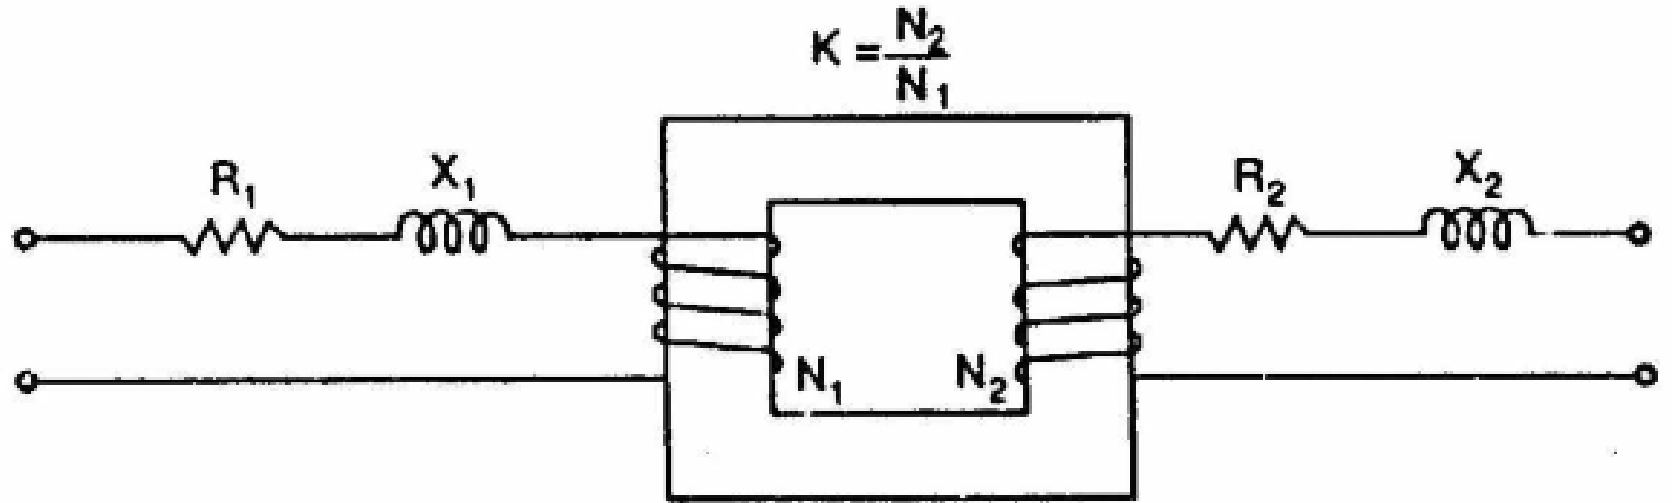 K = N₂/N₁
R₁
X₁
R₂
X₂
N₁
N₂